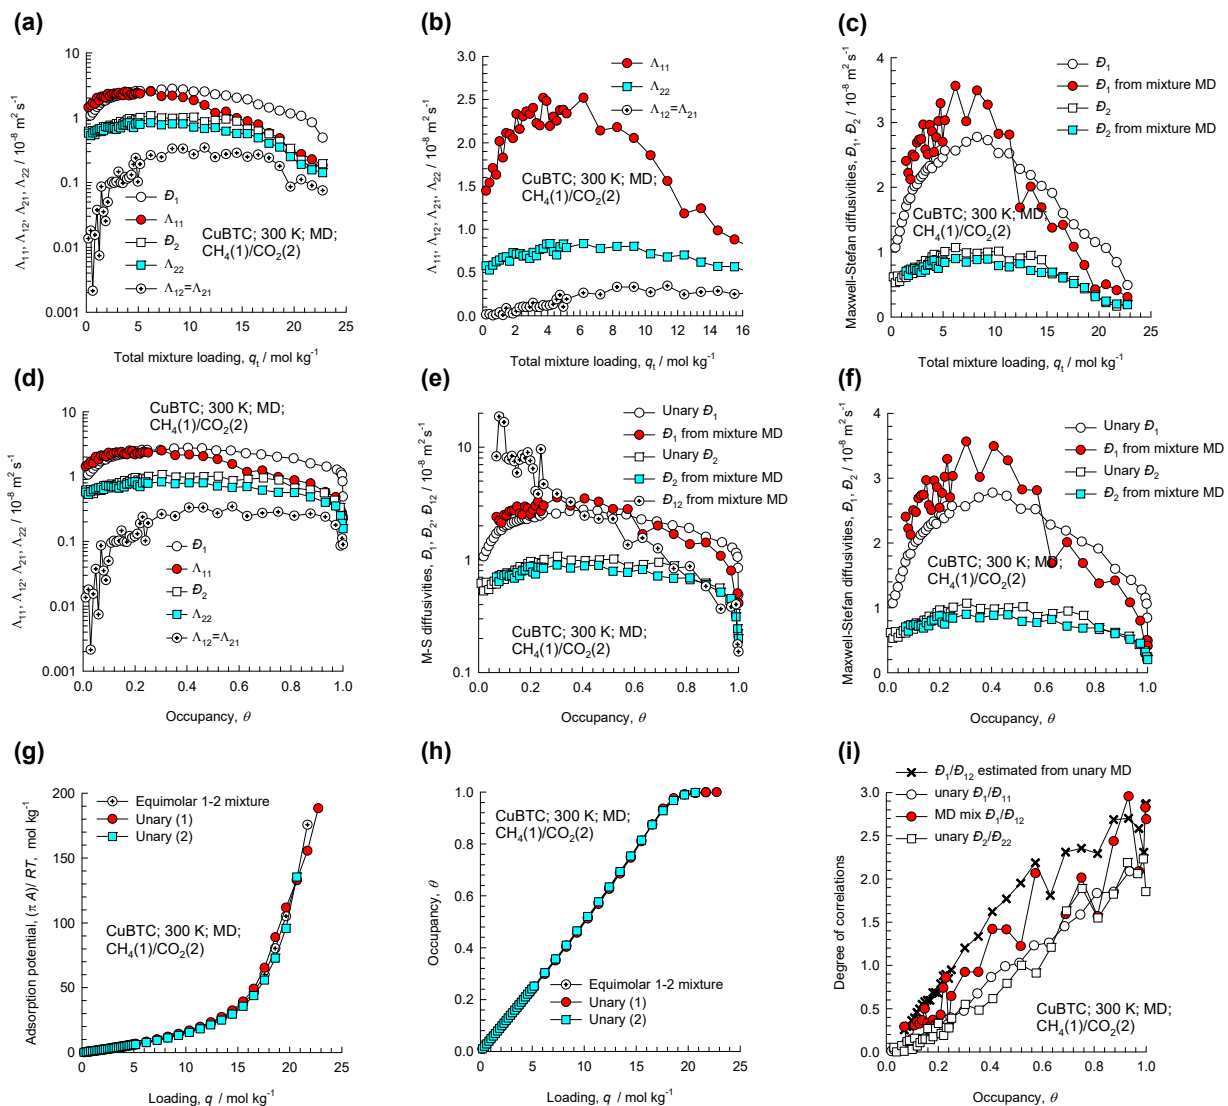 (a)
10
1
0.1
0.01
0.001
0
5
10
15
20
25
Λ11, Λ12, Λ21, Λ22 / 10-8 m2 s-1
Total mixture loading, qt / mol kg-1
Đ1
Λ11
Đ2
Λ22
Λ12=Λ21
CuBTC; 300 K; MD;
CH4(1)/CO2(2)
(b)
3.0
2.5
2.0
1.5
1.0
0.5
0.0
0
2
4
6
8
10
12
14
16
Λ11, Λ12, Λ21, Λ22 / 10-8 m2 s-1
Total mixture loading, qt / mol kg-1
Λ11
Λ22
Λ12=Λ21
CuBTC; 300 K; MD;
CH4(1)/CO2(2)
(c)
4
3
2
1
0
0
5
10
15
20
25
Maxwell-Stefan diffusivities, Đ1, Đ2 / 10-8 m2 s-1
Total mixture loading, qt / mol kg-1
Đ1
Đ1 from mixture MD
Đ2
Đ2 from mixture MD
CuBTC; 300 K; MD;
CH4(1)/CO2(2)
(d)
10
1
0.1
0.01
0.001
0.0
0.2
0.4
0.6
0.8
1.0
Λ11, Λ12, Λ21, Λ22 / 10-8 m2 s-1
Occupancy, θ
CuBTC; 300 K; MD;
CH4(1)/CO2(2)
Đ1
Λ11
Đ2
Λ22
Λ12=Λ21
(e)
10
1
0.1
0.0
0.2
0.4
0.6
0.8
1.0
M-S diffusivities, Đ1, Đ2, Đ12 / 10-8 m2 s-1
Occupancy, θ
Unary Đ1
Đ1 from mixture MD
Unary Đ2
Đ2 from mixture MD
Đ12 from mixture MD
CuBTC; 300 K; MD;
CH4(1)/CO2(2)
(f)
4
3
2
1
0
0.0
0.2
0.4
0.6
0.8
1.0
Maxwell-Stefan diffusivities, Đ1, Đ2 / 10-8 m2 s-1
Occupancy, θ
Unary Đ1
Đ1 from mixture MD
Unary Đ2
Đ2 from mixture MD
CuBTC; 300 K; MD;
CH4(1)/CO2(2)
(g)
200
150
100
50
0
0
5
10
15
20
25
Adsorption potential, (π A)/ RT, mol kg-1
Loading, q / mol kg-1
Equimolar 1-2 mixture
Unary (1)
Unary (2)
CuBTC; 300 K; MD;
CH4(1)/CO2(2)
(h)
1.0
0.8
0.6
0.4
0.2
0.0
0
5
10
15
20
25
Occupancy, θ
Loading, q / mol kg-1
CuBTC; 300 K; MD;
CH4(1)/CO2(2)
Equimolar 1-2 mixture
Unary (1)
Unary (2)
(i)
3.0
2.5
2.0
1.5
1.0
0.5
0.0
0.0
0.2
0.4
0.6
0.8
1.0
Degree of correlations
Occupancy, θ
Đ1/Đ12 estimated from unary MD
unary Đ1/Đ11
MD mix Đ1/Đ12
unary Đ2/Đ22
CuBTC; 300 K; MD;
CH4(1)/CO2(2)